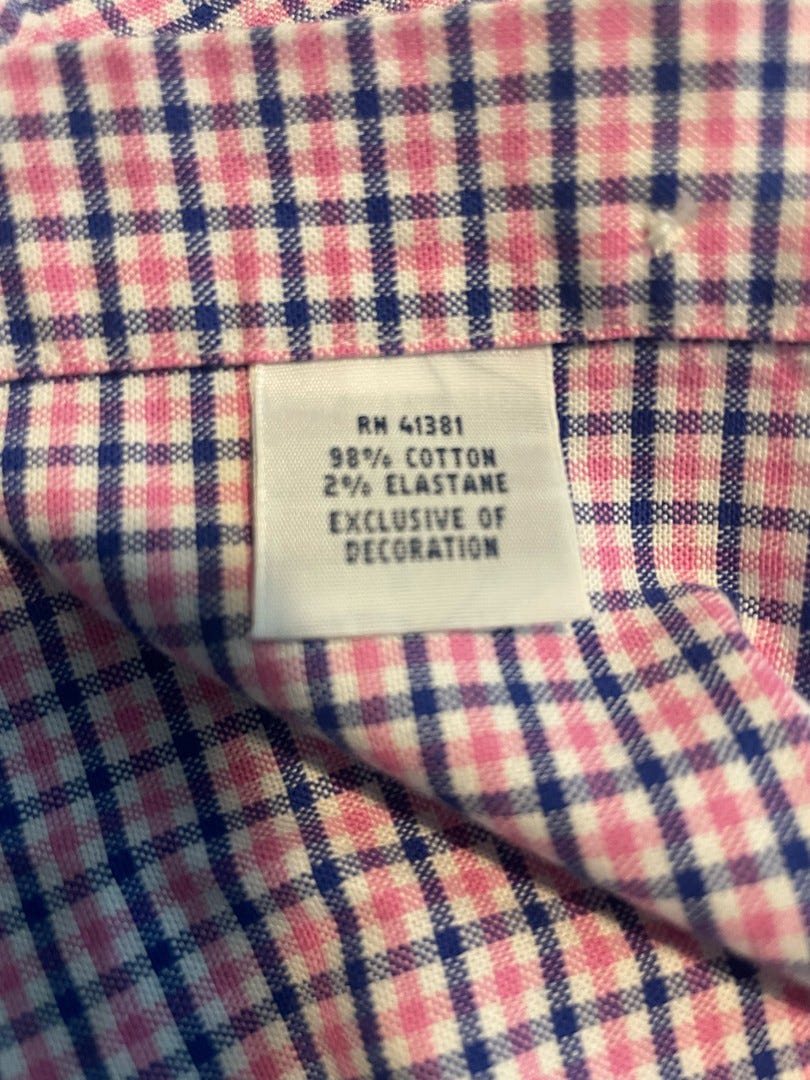 RN 41381
98% COTTON
2% ELASTANE
EXCLUSIVE OF
DECORATION